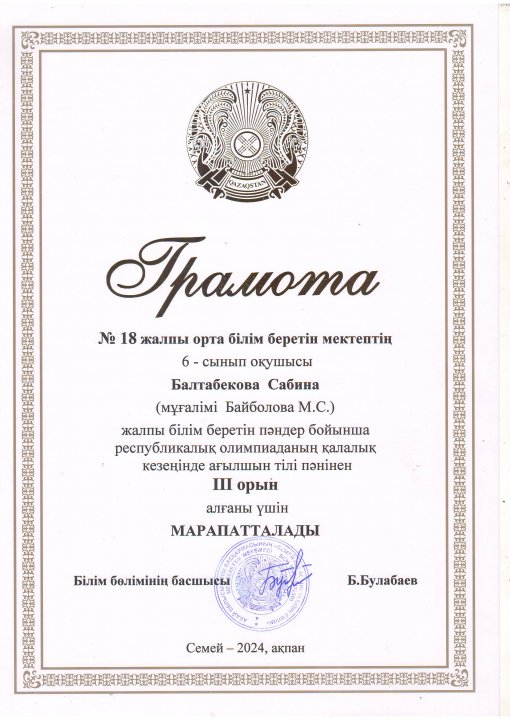 QAZAQSTAN
Грамота
№ 18 жалпы орта білім беретін мектептің
6 - сынып оқушысы
Балтабекова Сабина
(мұғалімі Байболова М.С.)
жалпы білім беретін пәндер бойынша
республикалық олимпиаданың қалалық
кезеңінде ағылшын тілі пәнінен
ІІІ орын
алғаны үшін
МАРАПАТТАЛАДЫ
Білім бөлімінің басшысы Б.Булабаев
Семей – 2024, ақпан